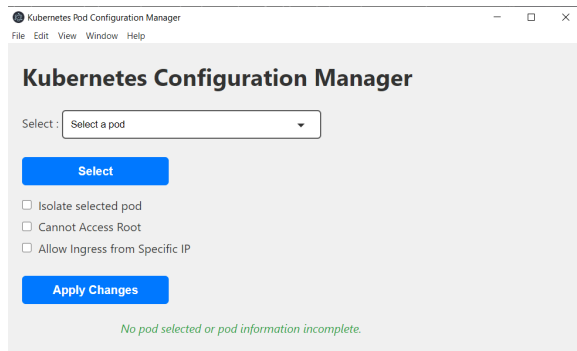 Kubernetes Pod Configuration Manager
File Edit View Window Help
Kubernetes Configuration Manager
Select : Select a pod
Select
Isolate selected pod
Cannot Access Root
Allow Ingress from Specific IP
Apply Changes
No pod selected or pod information incomplete.